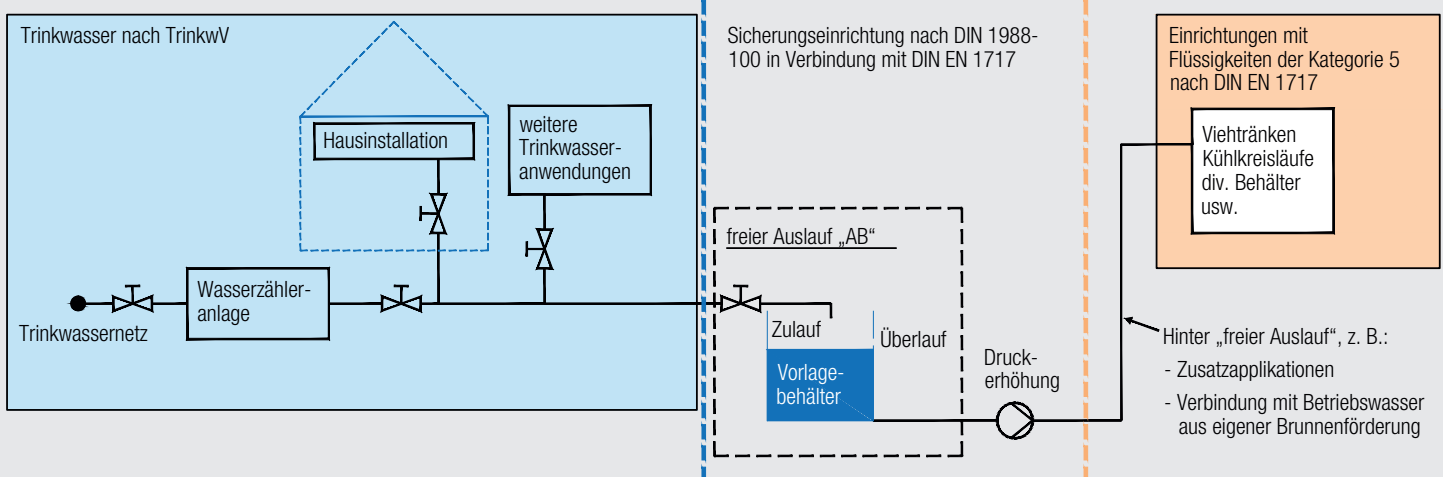 Trinkwasser nach TrinkwV
Hausinstallation
weitere
Trinkwasser-
anwendungen
Wasserzähler-
anlage
Trinkwassernetz
Sicherungseinrichtung nach DIN 1988-
100 in Verbindung mit DIN EN 1717
freier Auslauf „AB“
Zulauf
Überlauf
Vorlage-
behälter
Druck-
erhöhung
Einrichtungen mit
Flüssigkeiten der Kategorie 5
nach DIN EN 1717
Viehtränken
Kühlkreisläufe
div. Behälter
usw.
Hinter „freier Auslauf“, z. B.:
- Zusatzapplikationen
- Verbindung mit Betriebswasser
aus eigener Brunnenförderung